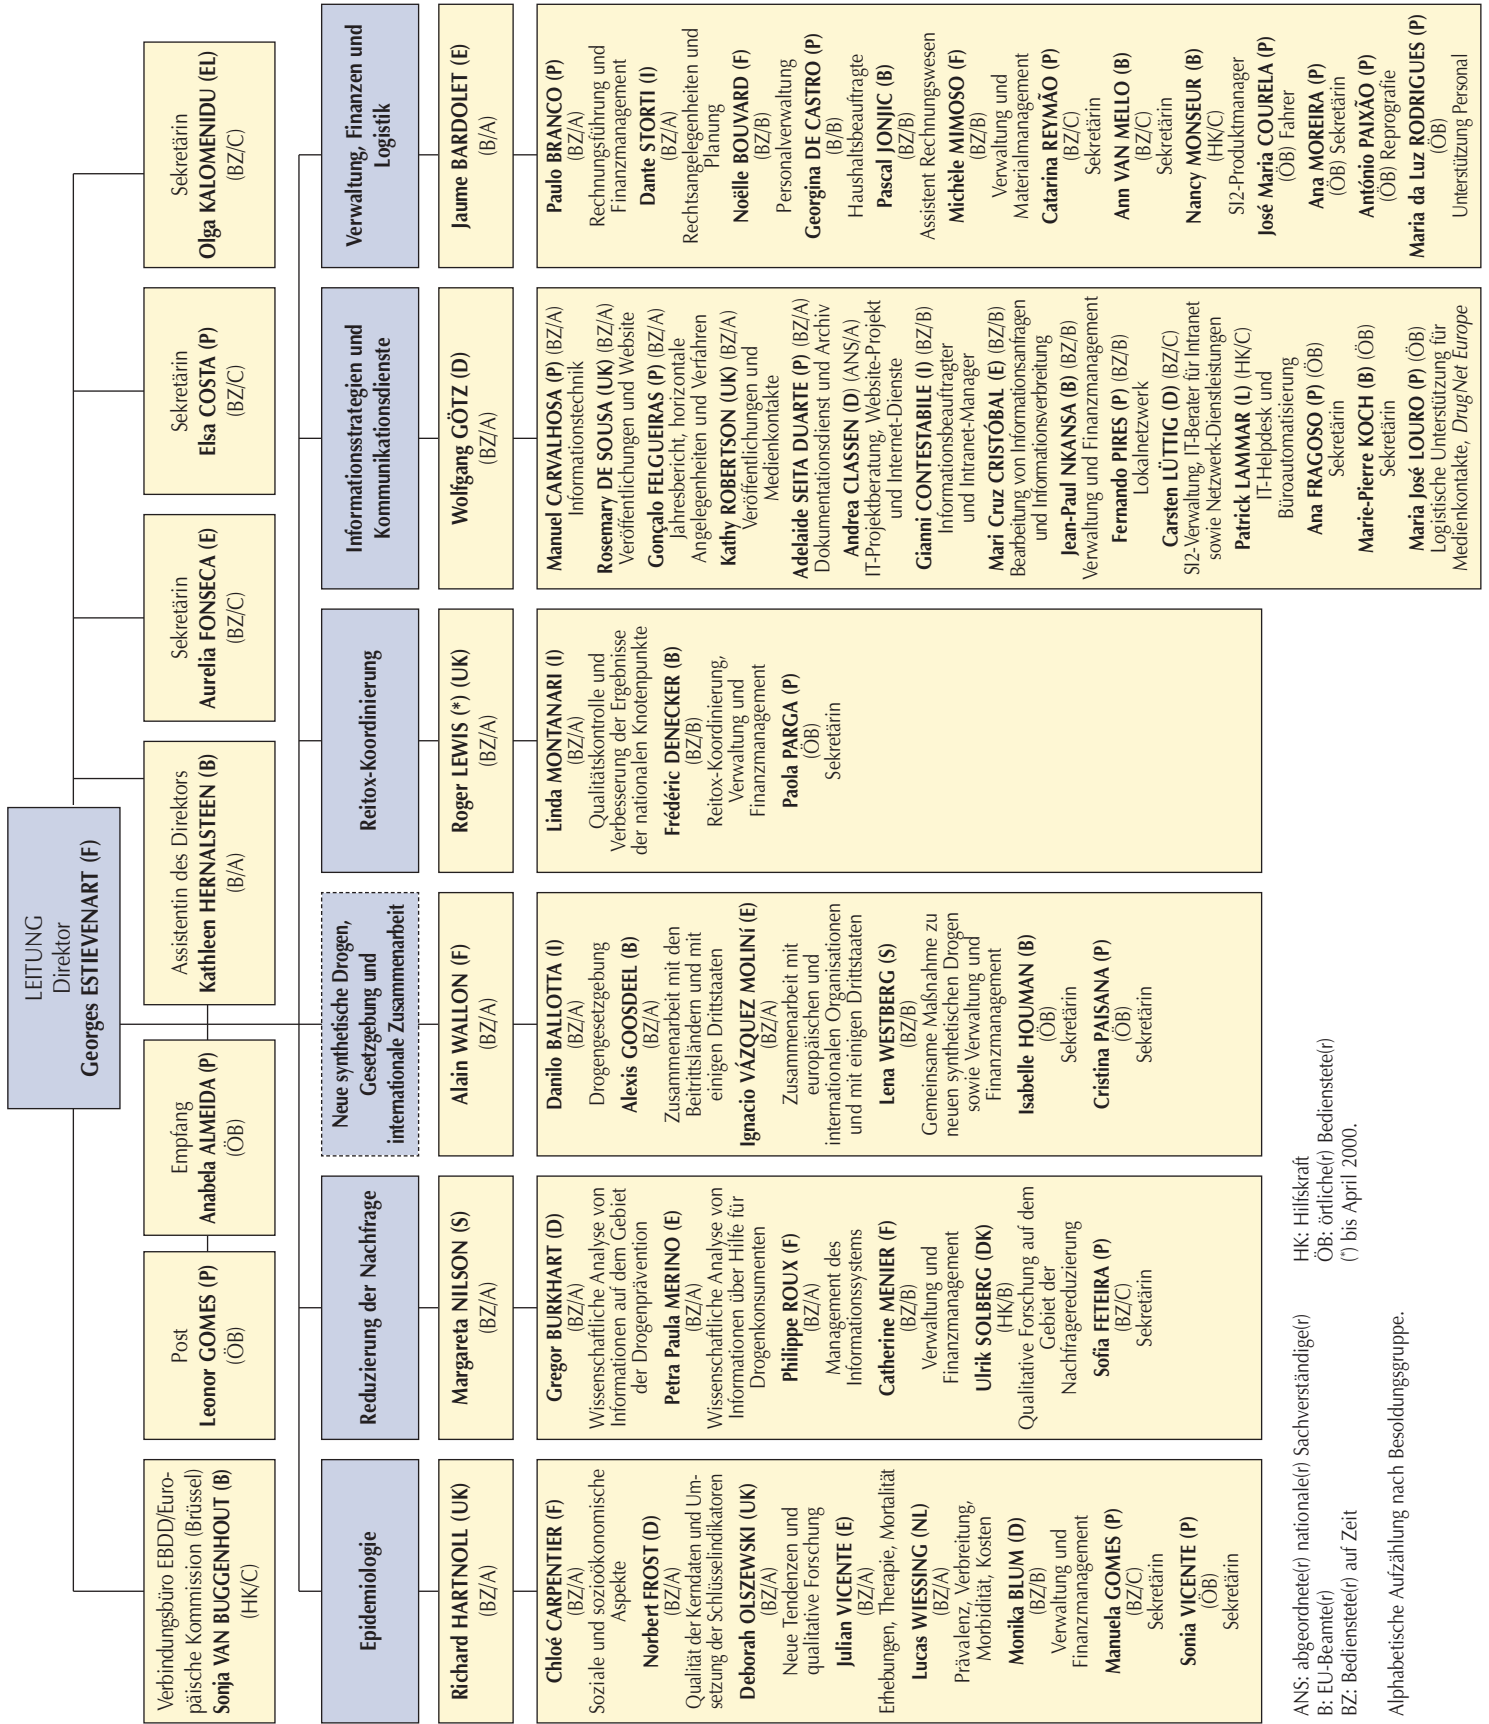 LEITUNG
Direktor
Georges ESTIEVENART (F)
Verbindungsbüro EBDD/Euro-
päische Kommission (Brüssel)
Sonja VAN BUGGENHOUT (B)
(HK/C)
Post
Leonor GOMES (P)
(ÖB)
Empfang
Anabela ALMEIDA (P)
(ÖB)
Assistentin des Direktors
Kathleen HERNALSTEEN (B)
(B/A)
Sekretärin
Aurelia FONSECA (E)
(BZ/C)
Sekretärin
Elsa COSTA (P)
(BZ/C)
Sekretärin
Olga KALOMENIDU (EL)
(BZ/C)
Epidemiologie
Richard HARTNOLL (UK)
(BZ/A)
Chloé CARPENTIER (F)
(BZ/A)
Soziale und sozioökonomische
Aspekte
Norbert FROST (D)
(BZ/A)
Qualität der Kerndaten und Um-
setzung der Schlüsselindikatoren
Deborah OLSZEWSKI (UK)
(BZ/A)
Neue Tendenzen und
qualitative Forschung
Julian VICENTE (E)
(BZ/A)
Erhebungen, Therapie, Mortalität
Lucas WIESSING (NL)
(BZ/A)
Prävalenz, Verbreitung,
Morbidität, Kosten
Monika BLUM (D)
(BZ/B)
Verwaltung und
Finanzmanagement
Manuela GOMES (P)
(BZ/C)
Sekretärin
Sonia VICENTE (P)
(ÖB)
Sekretärin
Reduzierung der Nachfrage
Margareta NILSON (S)
(BZ/A)
Gregor BURKHART (D)
(BZ/A)
Wissenschaftliche Analyse von
Informationen auf dem Gebiet
der Drogenprävention
Petra Paula MERINO (E)
(BZ/A)
Wissenschaftliche Analyse von
Informationen über Hilfe für
Drogenkonsumenten
Philippe ROUX (F)
(BZ/A)
Management des
Informationssystems
Catherine MENIER (F)
(BZ/B)
Verwaltung und
Finanzmanagement
Ulrik SOLBERG (DK)
(HK/B)
Qualitative Forschung auf dem
Gebiet der
Nachfragereduzierung
Sofia FETEIRA (P)
(BZ/C)
Sekretärin
Neue synthetische Drogen,
Gesetzgebung und
internationale Zusammenarbeit
Alain WALLON (F)
(BZ/A)
Danilo BALLOTTA (I)
(BZ/A)
Drogengesetzgebung
Alexis GOOSDEEL (B)
(BZ/A)
Zusammenarbeit mit den
Beitrittsländern und mit
einigen Drittstaaten
Ignacio VÁZQUEZ MOLINÍ (E)
(BZ/A)
Zusammenarbeit mit
europäischen und
internationalen Organisationen
und mit einigen Drittstaaten
Lena WESTBERG (S)
(BZ/B)
Gemeinsame Maßnahme zu
neuen synthetischen Drogen
sowie Verwaltung und
Finanzmanagement
Isabelle HOUMAN (B)
(ÖB)
Sekretärin
Cristina PAISANA (P)
(ÖB)
Sekretärin
Reitox-Koordinierung
Roger LEWIS (*) (UK)
(BZ/A)
Linda MONTANARI (I)
(BZ/A)
Qualitätskontrolle und
Verbesserung der Ergebnisse
der nationalen Knotenpunkte
Frédéric DENECKER (B)
(BZ/B)
Reitox-Koordinierung,
Verwaltung und
Finanzmanagement
Paola PARGA (P)
(ÖB)
Sekretärin
Informationsstrategien und
Kommunikationsdienste
Wolfgang GÖTZ (D)
(BZ/A)
Manuel CARVALHOSA (P) (BZ/A)
Informationstechnik
Rosemary DE SOUSA (UK) (BZ/A)
Veröffentlichungen und Website
Gonçalo FELGUEIRAS (P) (BZ/A)
Jahresbericht, horizontale
Angelegenheiten und Verfahren
Kathy ROBERTSON (UK) (BZ/A)
Veröffentlichungen und
Medienkontakte
Adelaide SEITA DUARTE (P) (BZ/A)
Dokumentationsdienst und Archiv
Andrea CLASSEN (D) (ANS/A)
IT-Projektberatung, Website-Projekt
und Internet-Dienste
Gianni CONTESTABILE (I) (BZ/B)
Informationsbeauftragter
und Intranet-Manager
Mari Cruz CRISTÓBAL (E) (BZ/B)
Bearbeitung von Informationsanfragen
und Informationsverbreitung
Jean-Paul NKANSA (B) (BZ/B)
Verwaltung und Finanzmanagement
Fernando PIRES (P) (BZ/B)
Lokalnetzwerk
Carsten LÜTTIG (D) (BZ/C)
SI2-Verwaltung, IT-Berater für Intranet
sowie Netzwerk-Dienstleistungen
Patrick LAMMAR (L) (HK/C)
IT-Helpdesk und
Büroautomatisierung
Ana FRAGOSO (P) (ÖB)
Sekretärin
Marie-Pierre KOCH (B) (ÖB)
Sekretärin
Maria José LOURO (P) (ÖB)
Logistische Unterstützung für
Medienkontakte, DrugNet Europe
Verwaltung, Finanzen und
Logistik
Jaume BARDOLET (E)
(B/A)
Paulo BRANCO (P)
(BZ/A)
Rechnungsführung und
Finanzmanagement
Dante STORTI (I)
(BZ/A)
Rechtsangelegenheiten und
Planung
Noëlle BOUVARD (F)
(BZ/B)
Personalverwaltung
Georgina DE CASTRO (P)
(B/B)
Haushaltsbeauftragte
Pascal JONJIC (B)
(BZ/B)
Assistent Rechnungswesen
Michèle MIMOSO (F)
(BZ/B)
Verwaltung und
Materialmanagement
Catarina REYMÃO (P)
(BZ/C)
Sekretärin
Ann VAN MELLO (B)
(BZ/C)
Sekretärin
Nancy MONSEUR (B)
(HK/C)
SI2-Produktmanager
José Maria COURELA (P)
(ÖB) Fahrer
Ana MOREIRA (P)
(ÖB) Sekretärin
António PAIXÃO (P)
(ÖB) Reprografie
Maria da Luz RODRIGUES (P)
(ÖB)
Unterstützung Personal
ANS: abgeordnete(r) nationale(r) Sachverständige(r)
B: EU-Beamte(r)
BZ: Bedienstete(r) auf Zeit
HK: Hilfskraft
ÖB: örtliche(r) Bedienstete(r)
(*) bis April 2000.
Alphabetische Aufzählung nach Besoldungsgruppe.